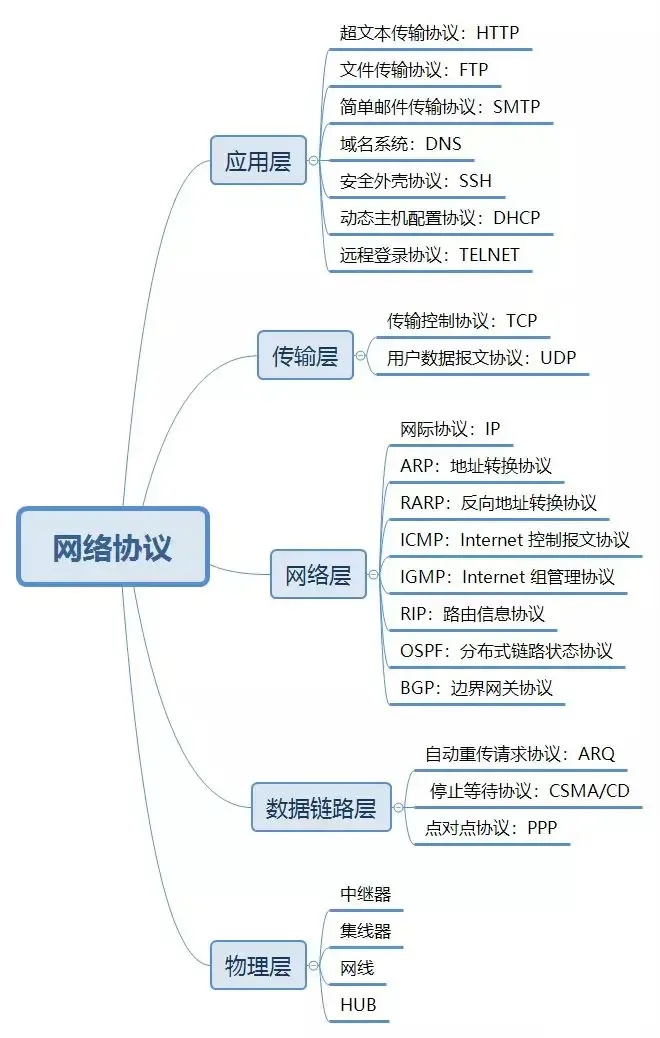 网络协议
应用层
超文本传输协议：HTTP
文件传输协议：FTP
简单邮件传输协议：SMTP
域名系统：DNS
安全外壳协议：SSH
动态主机配置协议：DHCP
远程登录协议：TELNET
传输层
传输控制协议：TCP
用户数据报文协议：UDP
网络层
网际协议：IP
ARP：地址转换协议
RARP：反向地址转换协议
ICMP：Internet 控制报文协议
IGMP：Internet 组管理协议
RIP：路由信息协议
OSPF：分布式链路状态协议
BGP：边界网关协议
数据链路层
自动重传请求协议：ARQ
停止等待协议：CSMA/CD
点对点协议：PPP
物理层
中继器
集线器
网线
HUB